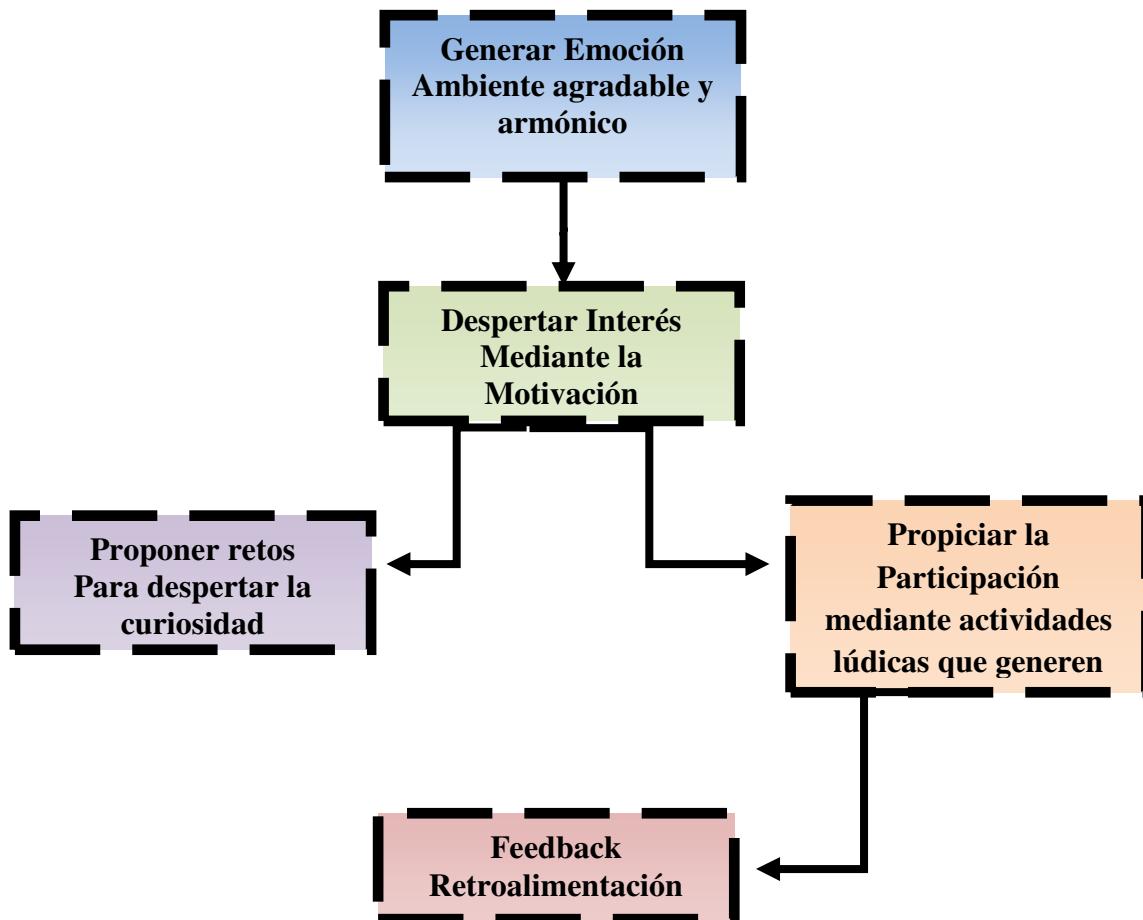 Generar Emoción
Ambiente agradable y
armónico
Despertar Interés
Mediante la
Motivación
Proponer retos
Para despertar la
curiosidad
Propiciar la
Participación
mediante actividades
lúdicas que generen
Feedback
Retroalimentación